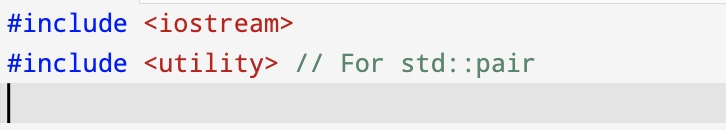 #include <iostream>
#include <utility> // For std::pair